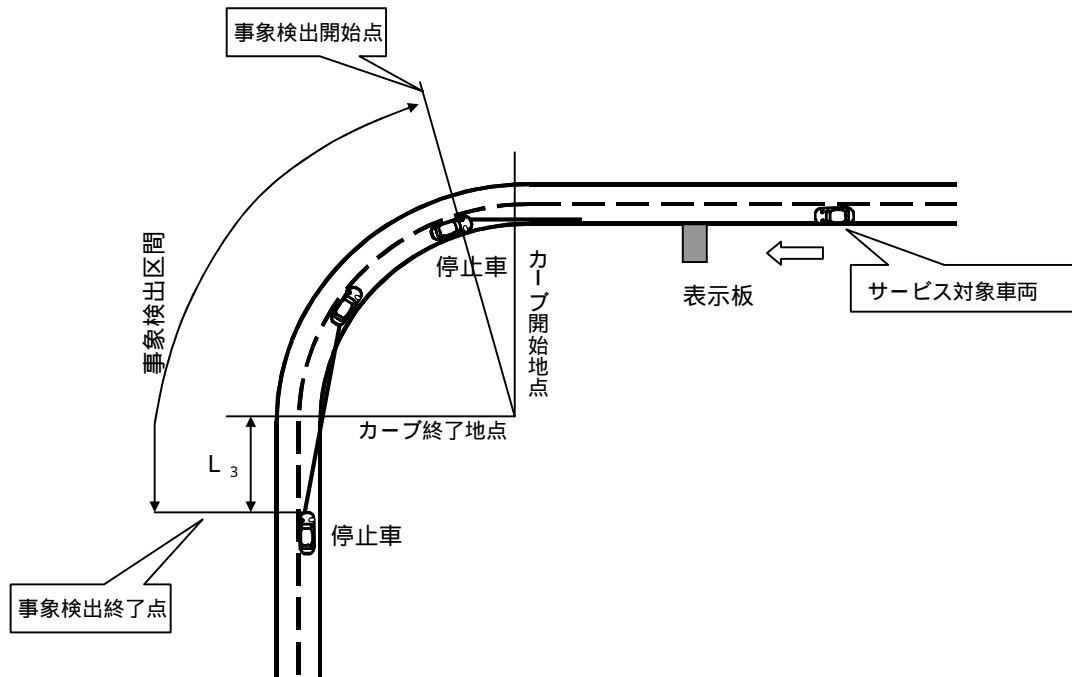 事象検出開始点
事象検出区間
停止車
カーブ開始地点
表示板
サービス対象車両
カーブ終了地点
L 3
停止車
事象検出終了点